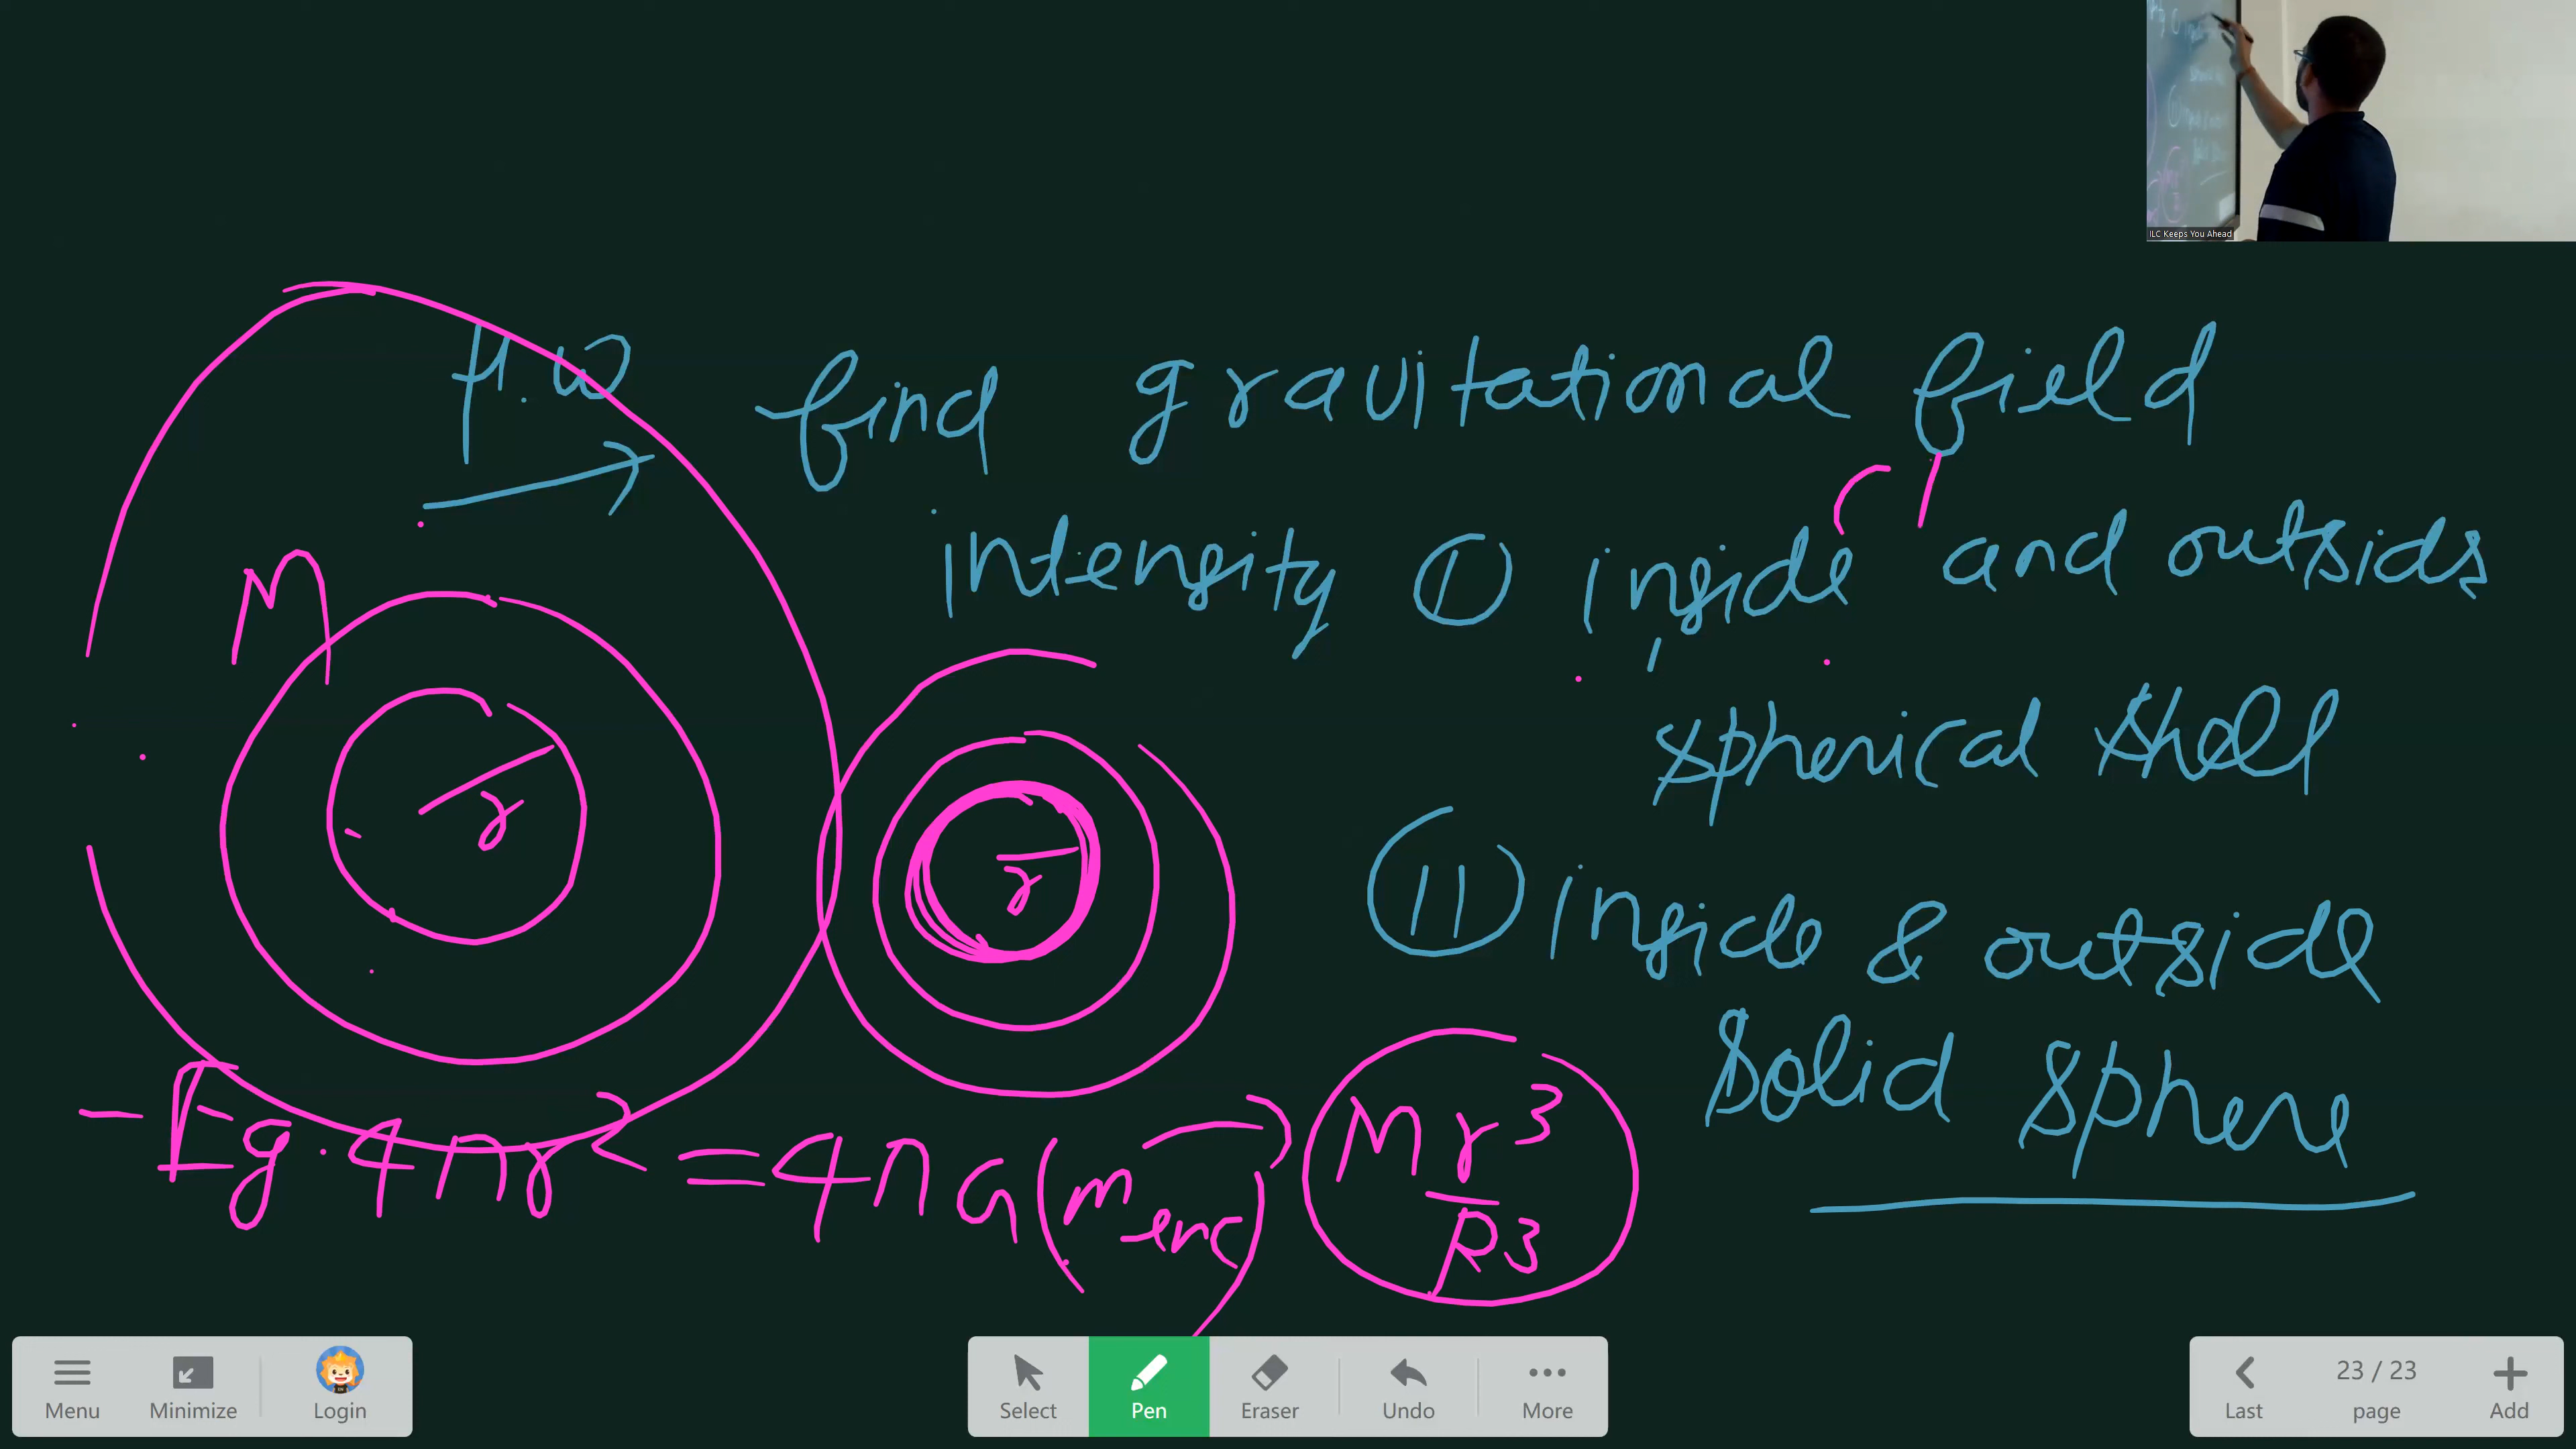 ILC Keeps You Ahead
H.W find gravitational field
intensity ① inside and outside
spherical shell
M
r
r
⑪ inside & outside
solid sphere
-Eg.4πr² = 4πG(menc) Mr³/R³
Menu Minimize Login Select Pen Eraser Undo More Last 23 / 23 page Add